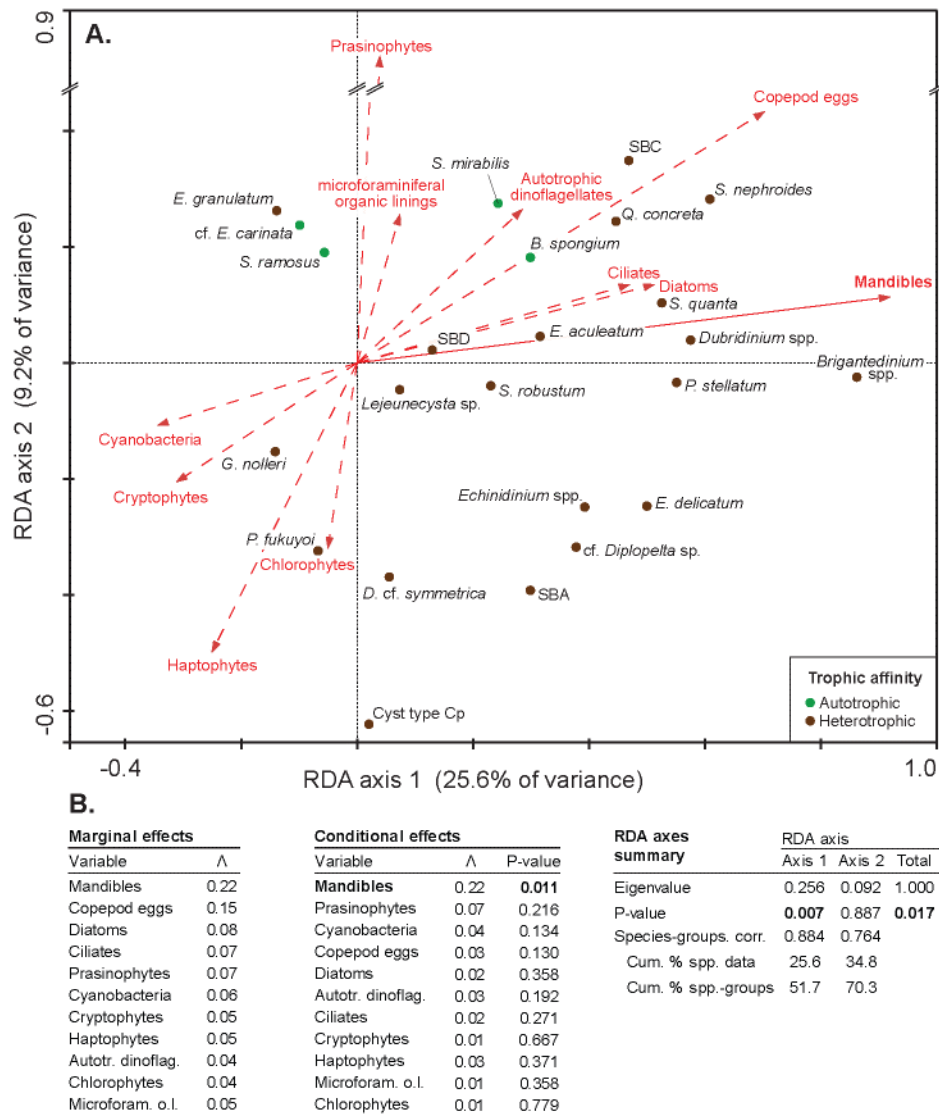 0.9
A.
Prasinophytes
Copepod eggs
SBC
S. mirabilis
Autotrophic
dinoflagellates
S. nephroides
microforaminiferal
organic linings
E. granulatum
Q. concreta
cf. E. carinata
B. spongium
S. ramosus
Ciliates
Diatoms
Mandibles
S. quanta
SBD
E. aculeatum
Dubridinium spp.
Brigantedinium
spp.
Lejeunecysta sp.
S. robustum
P. stellatum
Cyanobacteria
G. nolleri
Cryptophytes
Echinidinium spp.
E. delicatum
P. fukuyoi
Chlorophytes
cf. Diplopelta sp.
D. cf. symmetrica
SBA
Haptophytes
Cyst type Cp
Trophic affinity
Autotrophic
Heterotrophic
RDA axis 2 (9.2% of variance)
-0.6
-0.4
RDA axis 1 (25.6% of variance)
1.0
B.
Marginal effects
Variable Λ
Mandibles 0.22
Copepod eggs 0.15
Diatoms 0.08
Ciliates 0.07
Prasinophytes 0.07
Cyanobacteria 0.06
Cryptophytes 0.05
Haptophytes 0.05
Autotr. dinoflag. 0.04
Chlorophytes 0.04
Microforam. o.l. 0.05
Conditional effects
Variable Λ P-value
Mandibles 0.22 0.011
Prasinophytes 0.07 0.216
Cyanobacteria 0.04 0.134
Copepod eggs 0.03 0.130
Diatoms 0.02 0.358
Autotr. dinoflag. 0.03 0.192
Ciliates 0.02 0.271
Cryptophytes 0.01 0.667
Haptophytes 0.03 0.371
Microforam. o.l. 0.01 0.358
Chlorophytes 0.01 0.779
RDA axes
summary
RDA axis
Axis 1 Axis 2 Total
Eigenvalue 0.256 0.092 1.000
P-value 0.007 0.887 0.017
Species-groups. corr. 0.884 0.764
Cum. % spp. data 25.6 34.8
Cum. % spp.-groups 51.7 70.3